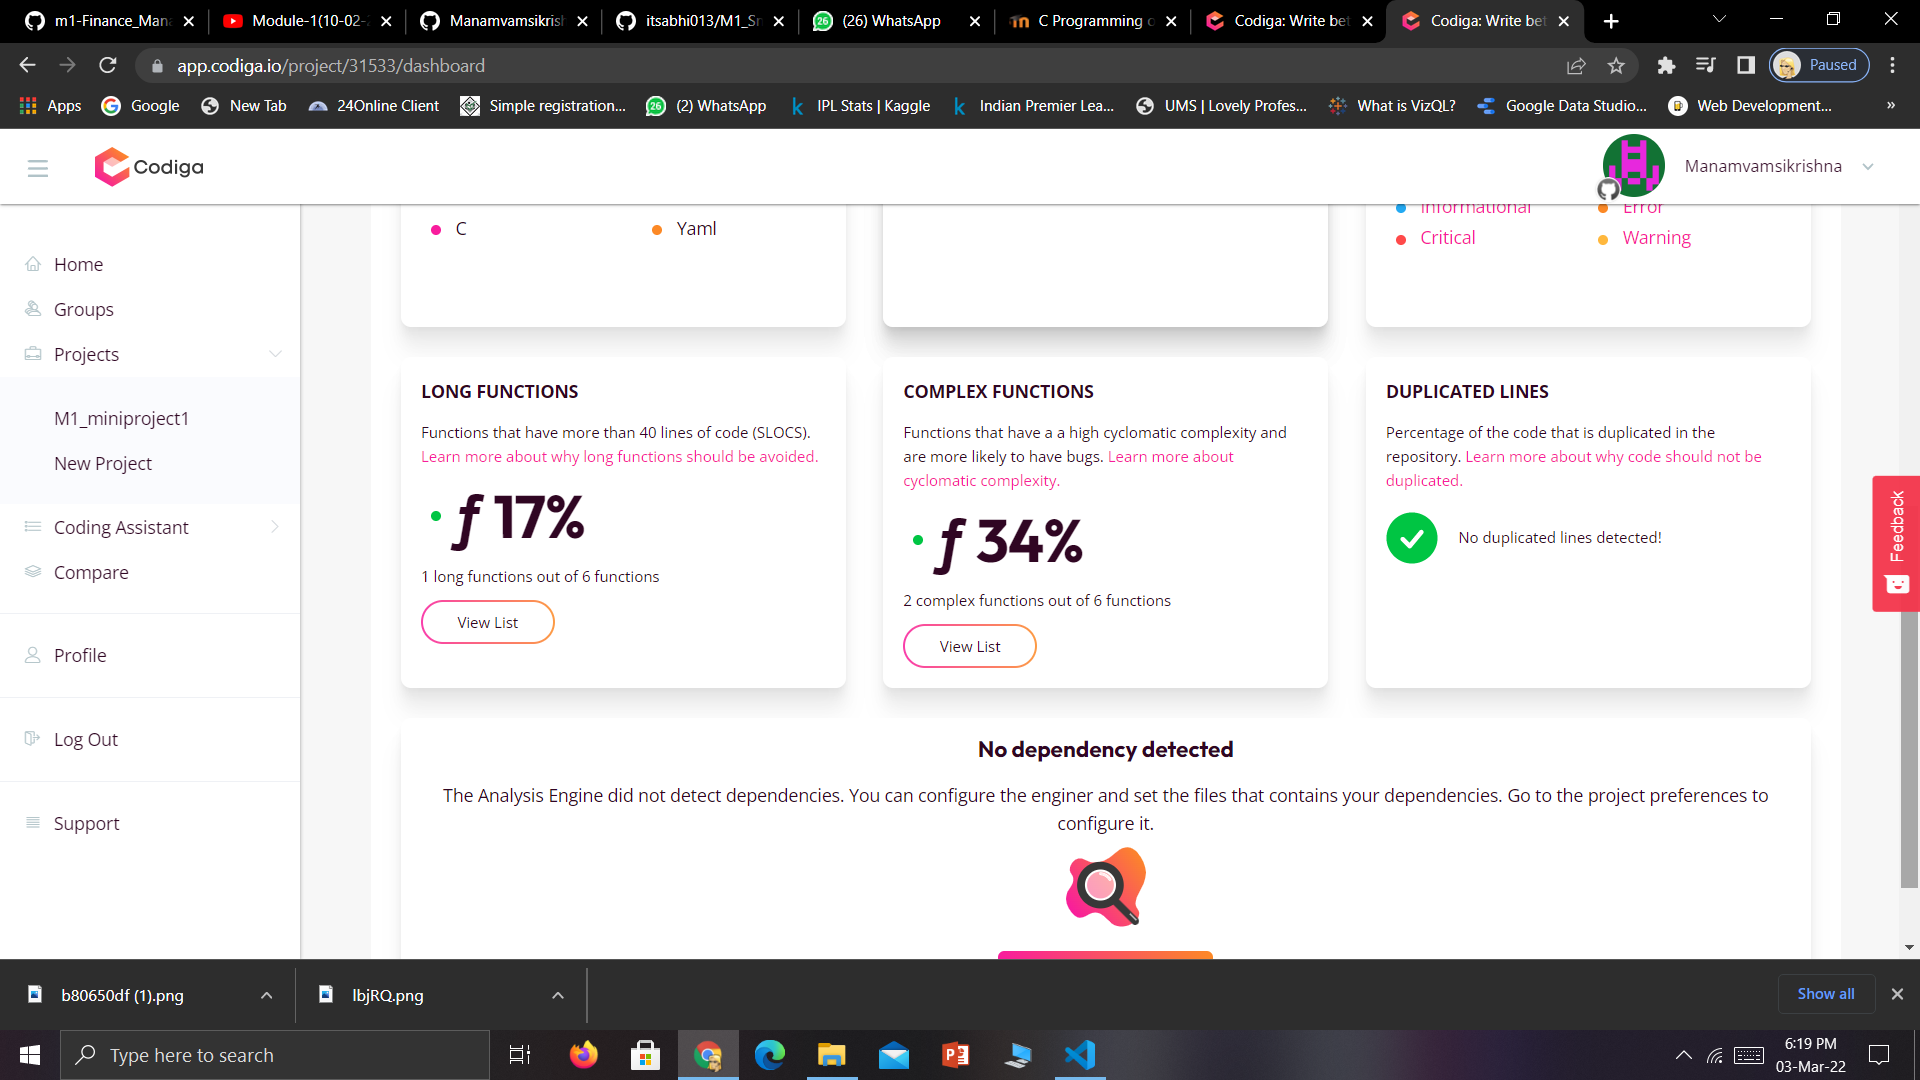 m1-Finance_Mana
Module-1(10-02-2
Manamvamsikrish
itsabhi013/M1_Sm
(26) WhatsApp
C Programming o
Codiga: Write bet
Codiga: Write bet
app.codiga.io/project/31533/dashboard
Paused
Apps
Google
New Tab
24Online Client
Simple registration...
(2) WhatsApp
IPL Stats | Kaggle
Indian Premier Lea...
UMS | Lovely Profes...
What is VizQL?
Google Data Studio...
Web Development...
»
Codiga
Manamvamsikrishna
Home
Groups
Projects
M1_miniproject1
New Project
Coding Assistant
Compare
Profile
Log Out
Support
C
Yaml
Informational
Error
Critical
Warning
LONG FUNCTIONS
Functions that have more than 40 lines of code (SLOCS).
Learn more about why long functions should be avoided.
ƒ 17%
1 long functions out of 6 functions
View List
COMPLEX FUNCTIONS
Functions that have a a high cyclomatic complexity and
are more likely to have bugs. Learn more about
cyclomatic complexity.
ƒ 34%
2 complex functions out of 6 functions
View List
DUPLICATED LINES
Percentage of the code that is duplicated in the
repository. Learn more about why code should not be
duplicated.
No duplicated lines detected!
Feedback
No dependency detected
The Analysis Engine did not detect dependencies. You can configure the enginer and set the files that contains your dependencies. Go to the project preferences to
configure it.
b80650df (1).png
lbjRQ.png
Show all
Type here to search
6:19 PM
03-Mar-22